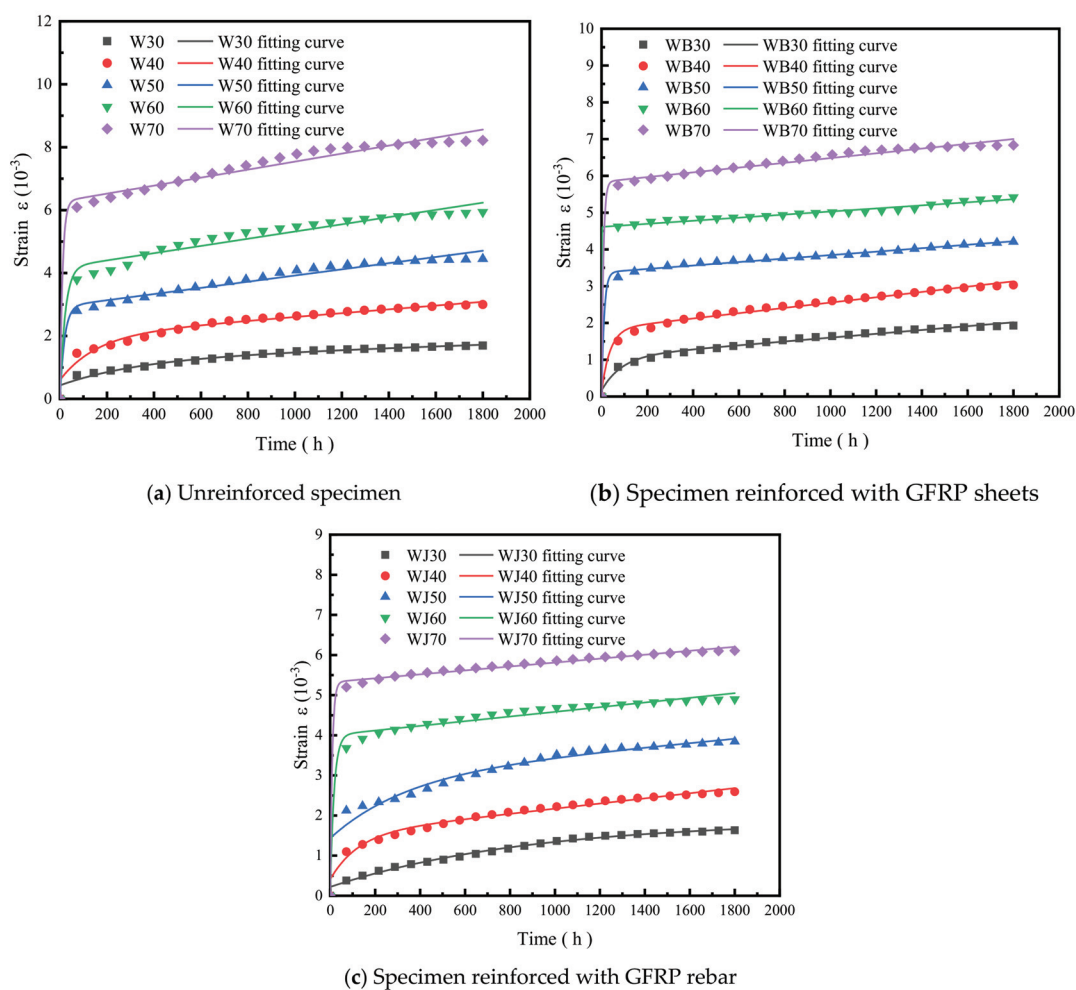 12
10
8
6
4
2
0
Strain ε (10⁻³)
W30 W30 fitting curve
W40 W40 fitting curve
W50 W50 fitting curve
W60 W60 fitting curve
W70 W70 fitting curve
0 200 400 600 800 1000 1200 1400 1600 1800 2000
Time ( h )
(a) Unreinforced specimen
10
9
8
7
6
5
4
3
2
1
0
Strain ε (10⁻³)
WB30 WB30 fitting curve
WB40 WB40 fitting curve
WB50 WB50 fitting curve
WB60 WB60 fitting curve
WB70 WB70 fitting curve
0 200 400 600 800 1000 1200 1400 1600 1800 2000
Time ( h )
(b) Specimen reinforced with GFRP sheets
9
8
7
6
5
4
3
2
1
0
Strain ε (10⁻³)
WJ30 WJ30 fitting curve
WJ40 WJ40 fitting curve
WJ50 WJ50 fitting curve
WJ60 WJ60 fitting curve
WJ70 WJ70 fitting curve
0 200 400 600 800 1000 1200 1400 1600 1800 2000
Time ( h )
(c) Specimen reinforced with GFRP rebar